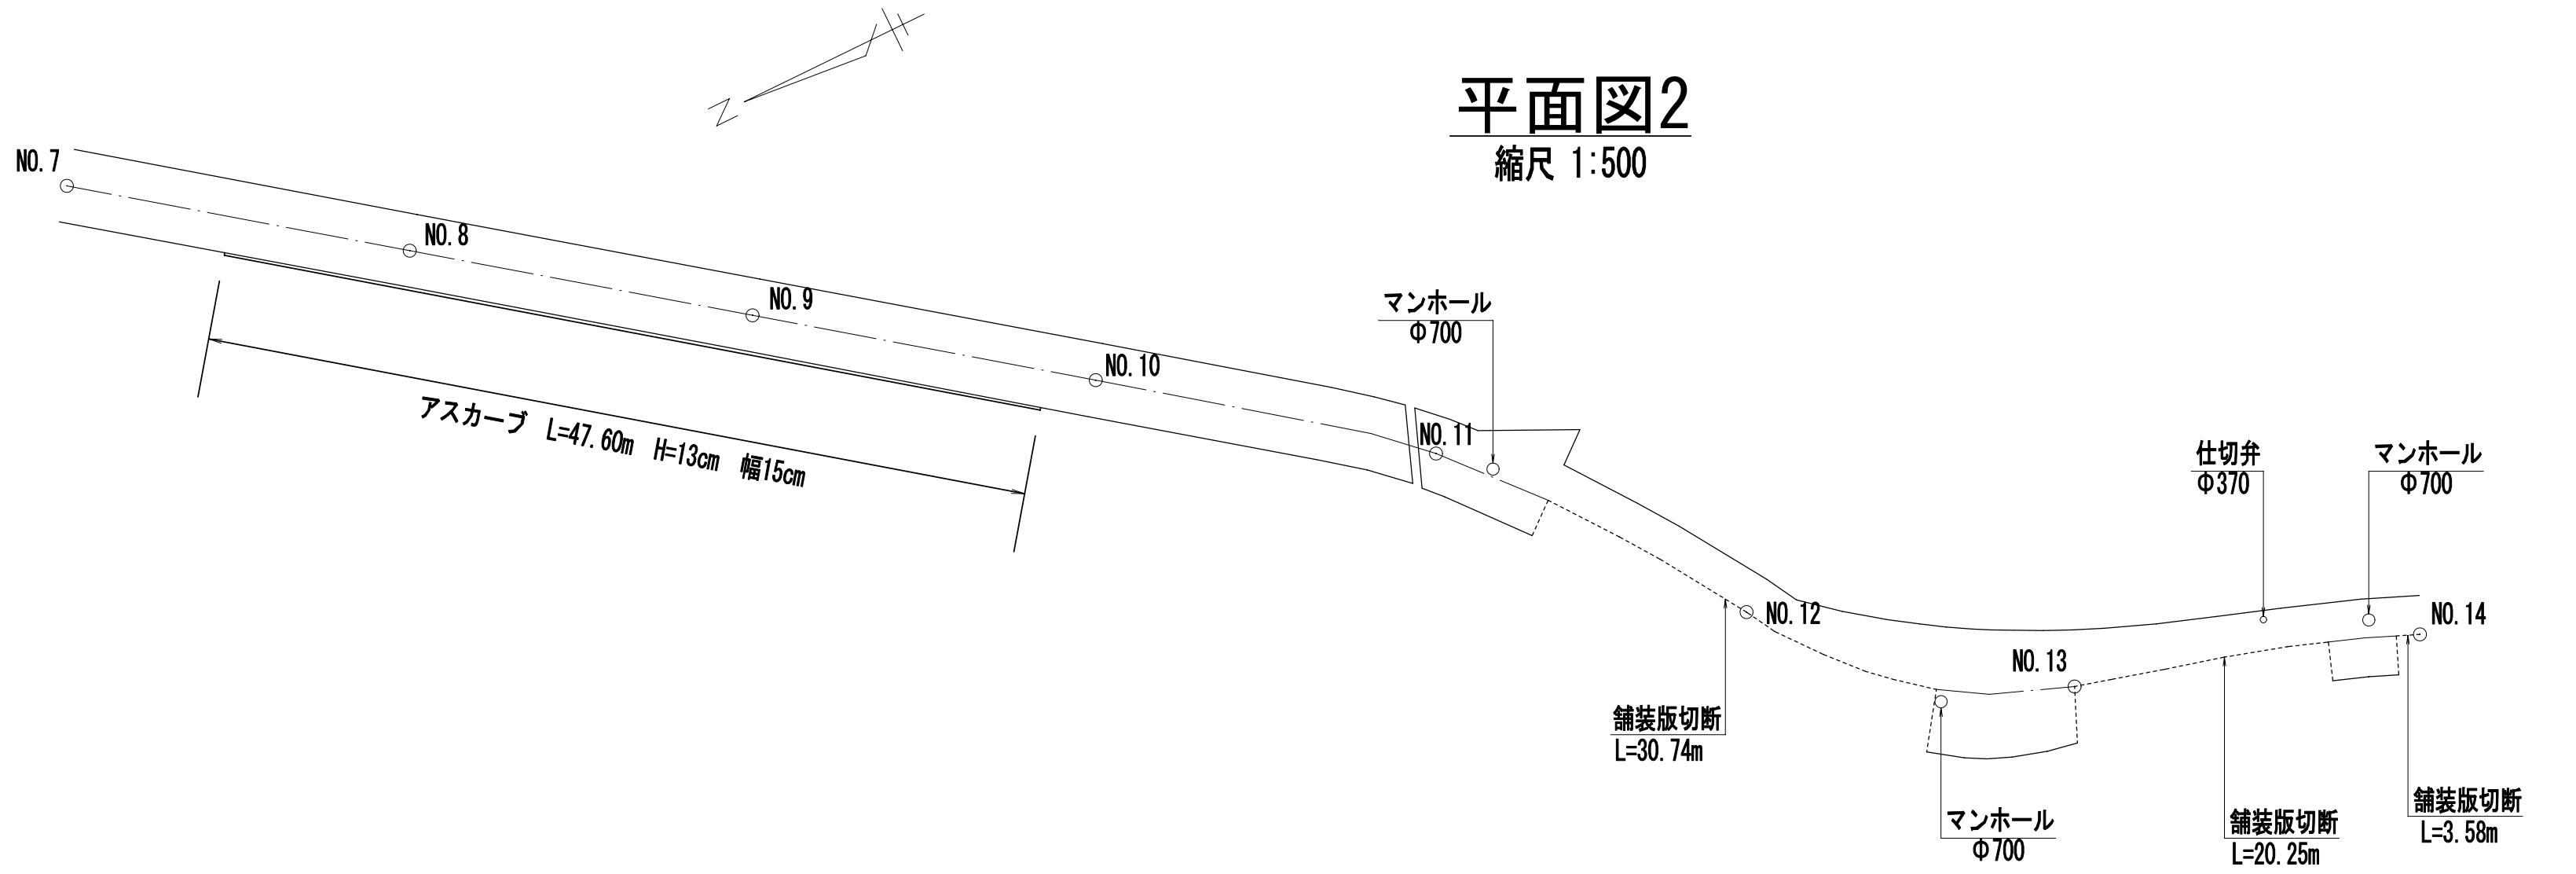 平面図2
縮尺 1:500
N
NO.7
NO.8
NO.9
NO.10
アスカーブ L=47.60m H=13cm 幅15cm
マンホール
Φ700
NO.11
NO.12
舗装版切断
L=30.74m
NO.13
マンホール
Φ700
仕切弁
Φ370
マンホール
Φ700
NO.14
舗装版切断
L=20.25m
舗装版切断
L=3.58m